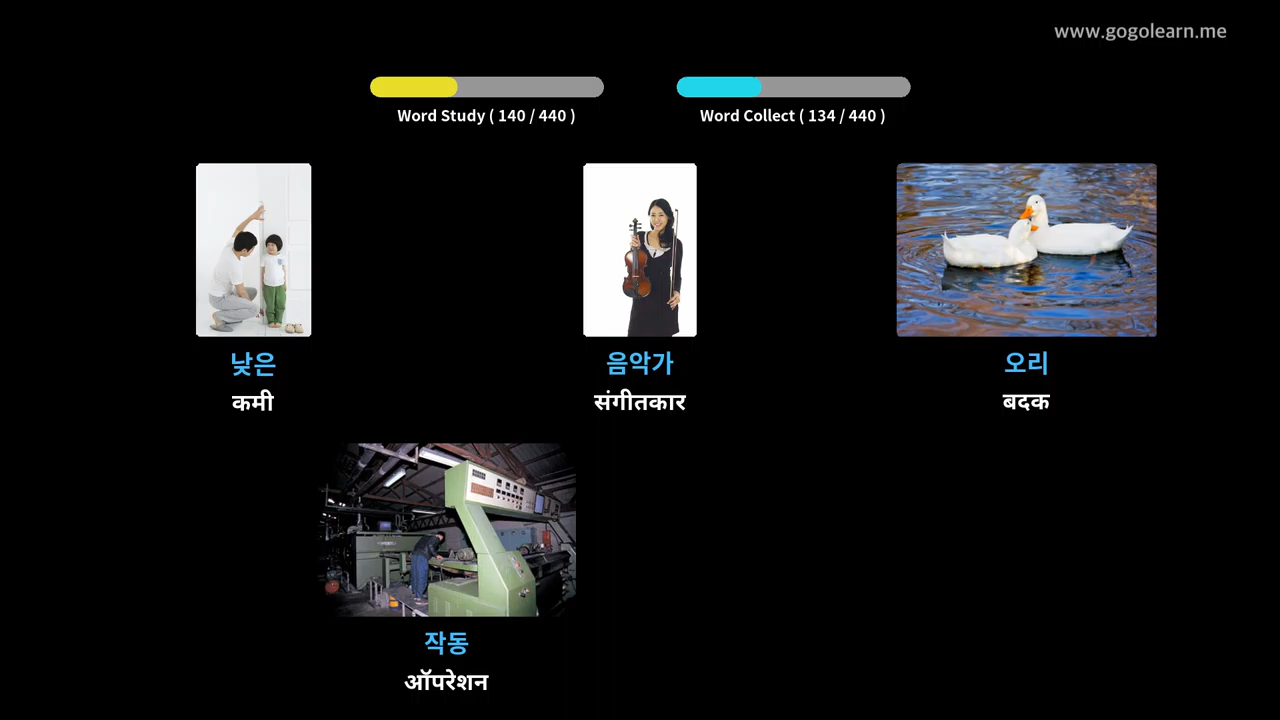 www.gogolearn.me
Word Study ( 140 / 440 )
Word Collect ( 134 / 440 )
낮은
कमी
음악가
संगीतकार
오리
बदक
작동
ऑपरेशन